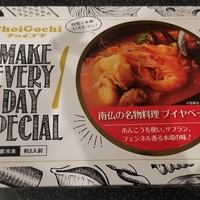 ChoiGochi
チョイゴチ
MAKE
EVERY
DAY
SPECIAL
約2人前
南仏の名物料理 ブイヤベー
あんこうを使い、サフラン、
フェンネル香る本場の味!